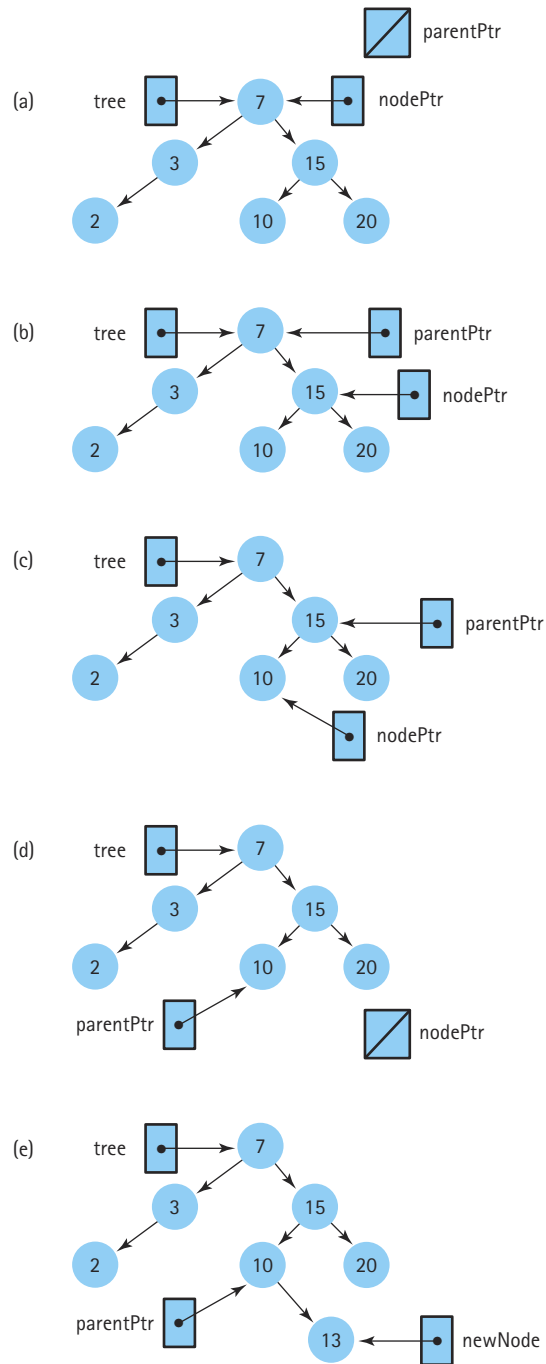 parentPtr
(a) tree 7 nodePtr
3 15
2 10 20
(b) tree 7 parentPtr
3 15 nodePtr
2 10 20
(c) tree 7
3 15 parentPtr
2 10 20
nodePtr
(d) tree 7
3 15
2 10 20
parentPtr nodePtr
(e) tree 7
3 15
2 10 20
parentPtr 13 newNode